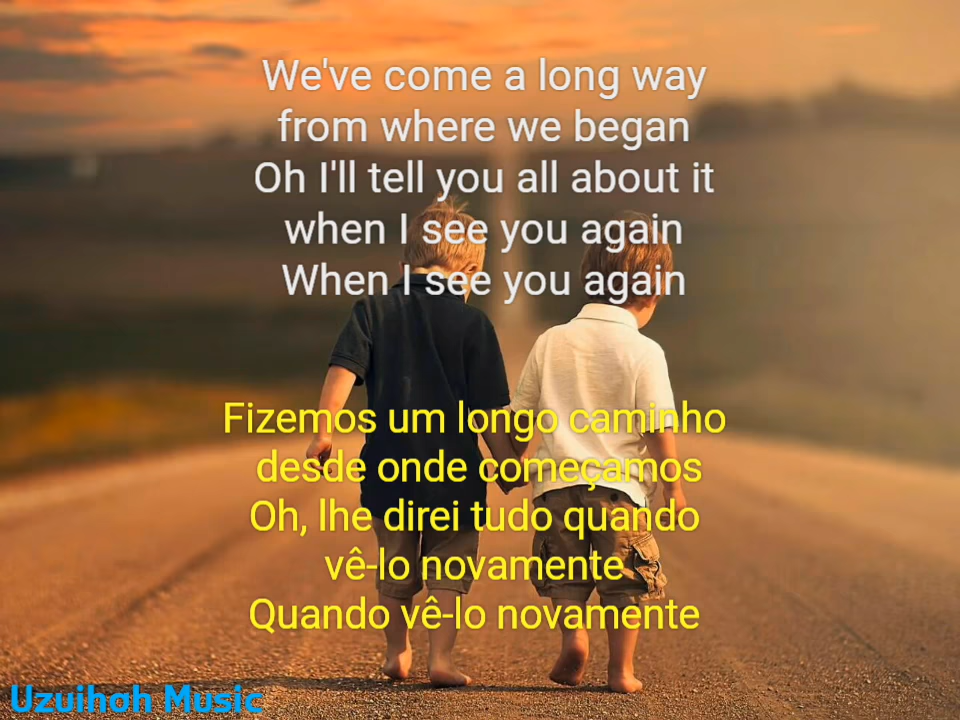 We've come a long way
from where we began
Oh I'll tell you all about it
when I see you again
When I see you again
Fizemos um longo caminho
desde onde começamos
Oh, lhe direi tudo quando
vê-lo novamente
Quando vê-lo novamente
Uzuihah Music